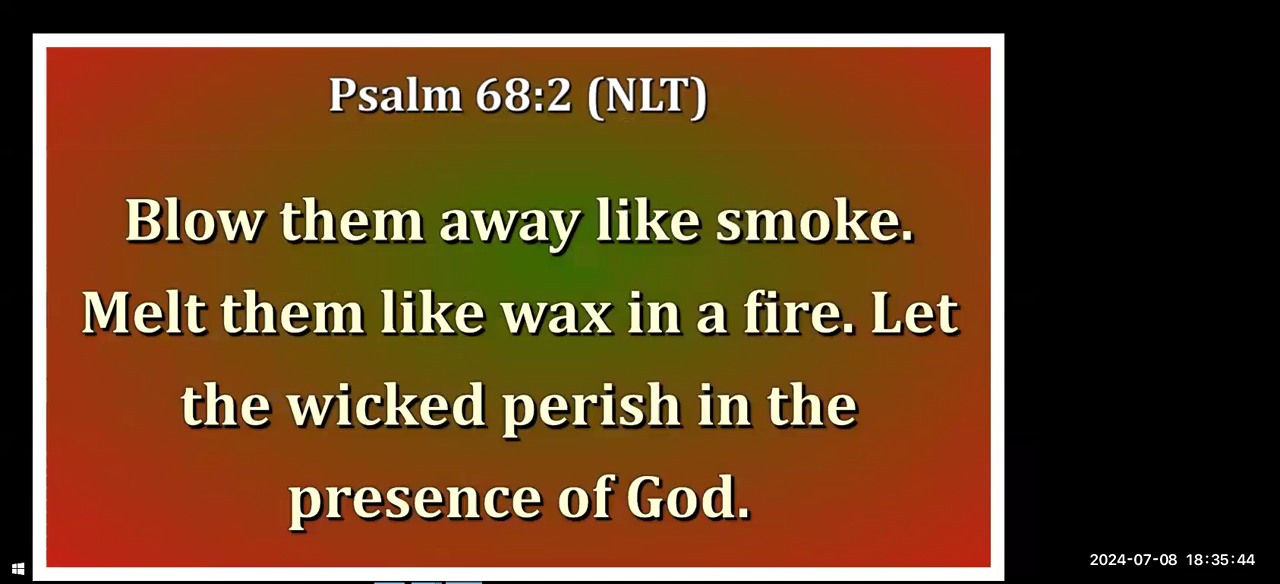 Psalm 68:2 (NLT)
Blow them away like smoke.
Melt them like wax in a fire. Let
the wicked perish in the
presence of God.
2024-07-08 18:35:44